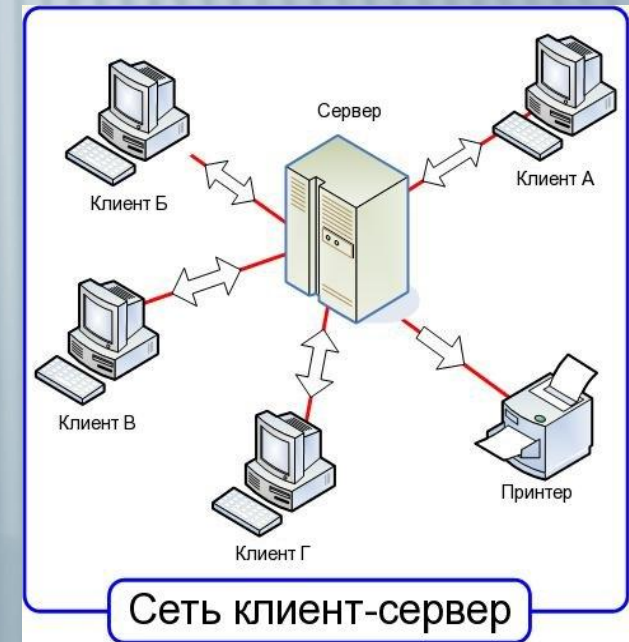 Сервер
Клиент А
Клиент Б
Клиент В
Клиент Г
Принтер
Сеть клиент-сервер